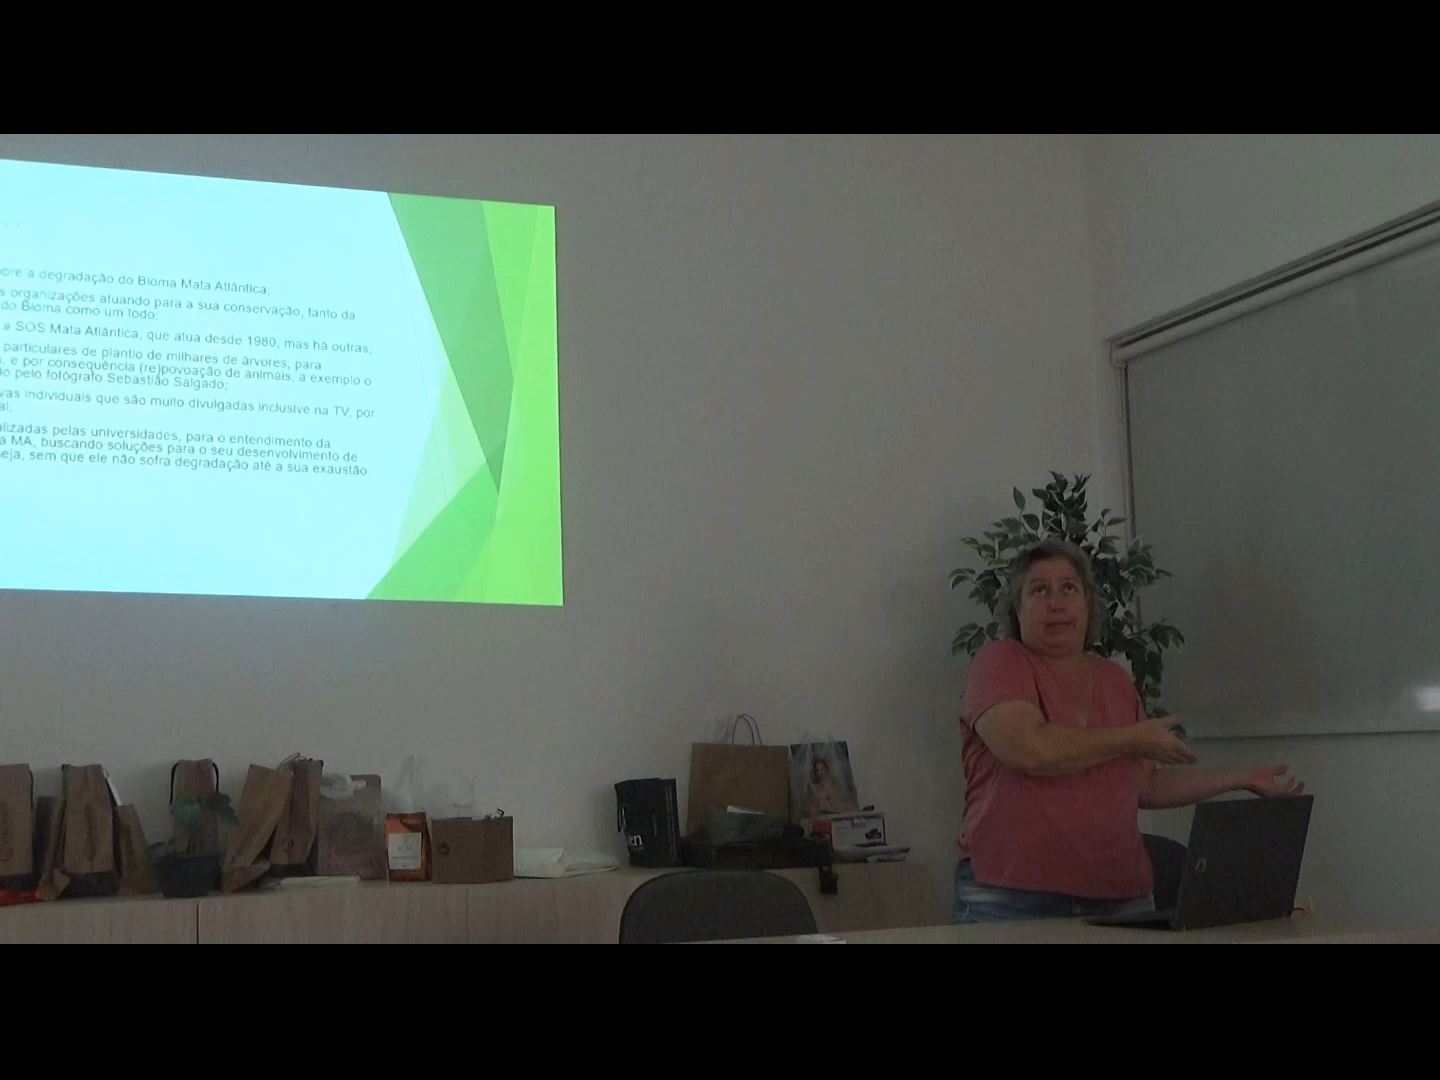 bre a degradação do Bioma Mata Atlântica;
s organizações atuando para a sua conservação, tanto da
do Bioma como um todo;
a SOS Mata Atlântica, que atua desde 1980, mas há outras;
particulares de plantio de milhares de árvores, para
, e por consequência (re)povoação de animais, a exemplo o
o pelo fotógrafo Sebastião Salgado;
vas individuais que são muito divulgadas inclusive na TV, por
al;
lizadas pelas universidades, para o entendimento da
a MA, buscando soluções para o seu desenvolvimento de
eja, sem que ele não sofra degradação até a sua exaustão
en